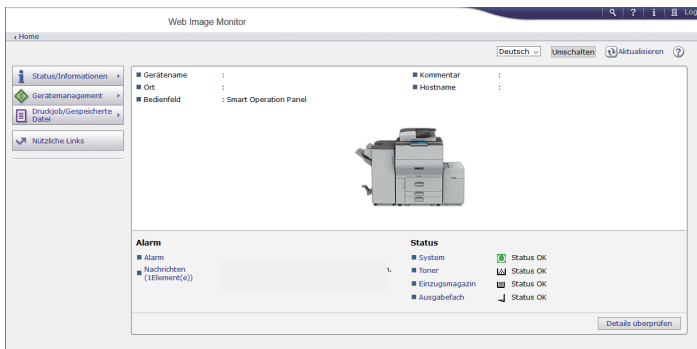 Web Image Monitor
? i Log
Home
Deutsch Umschalten Aktualisieren ?
Status/Informationen
Gerätemanagement
Druckjob/Gespeicherte
Datei
Nützliche Links
Gerätename :
Ort :
Bedienfeld : Smart Operation Panel
Kommentar :
Hostname :
Alarm
Alarm
Nachrichten
(1Element(e))
Status
System Status OK
Toner Status OK
Einzugsmagazin Status OK
Ausgabefach Status OK
Details überprüfen